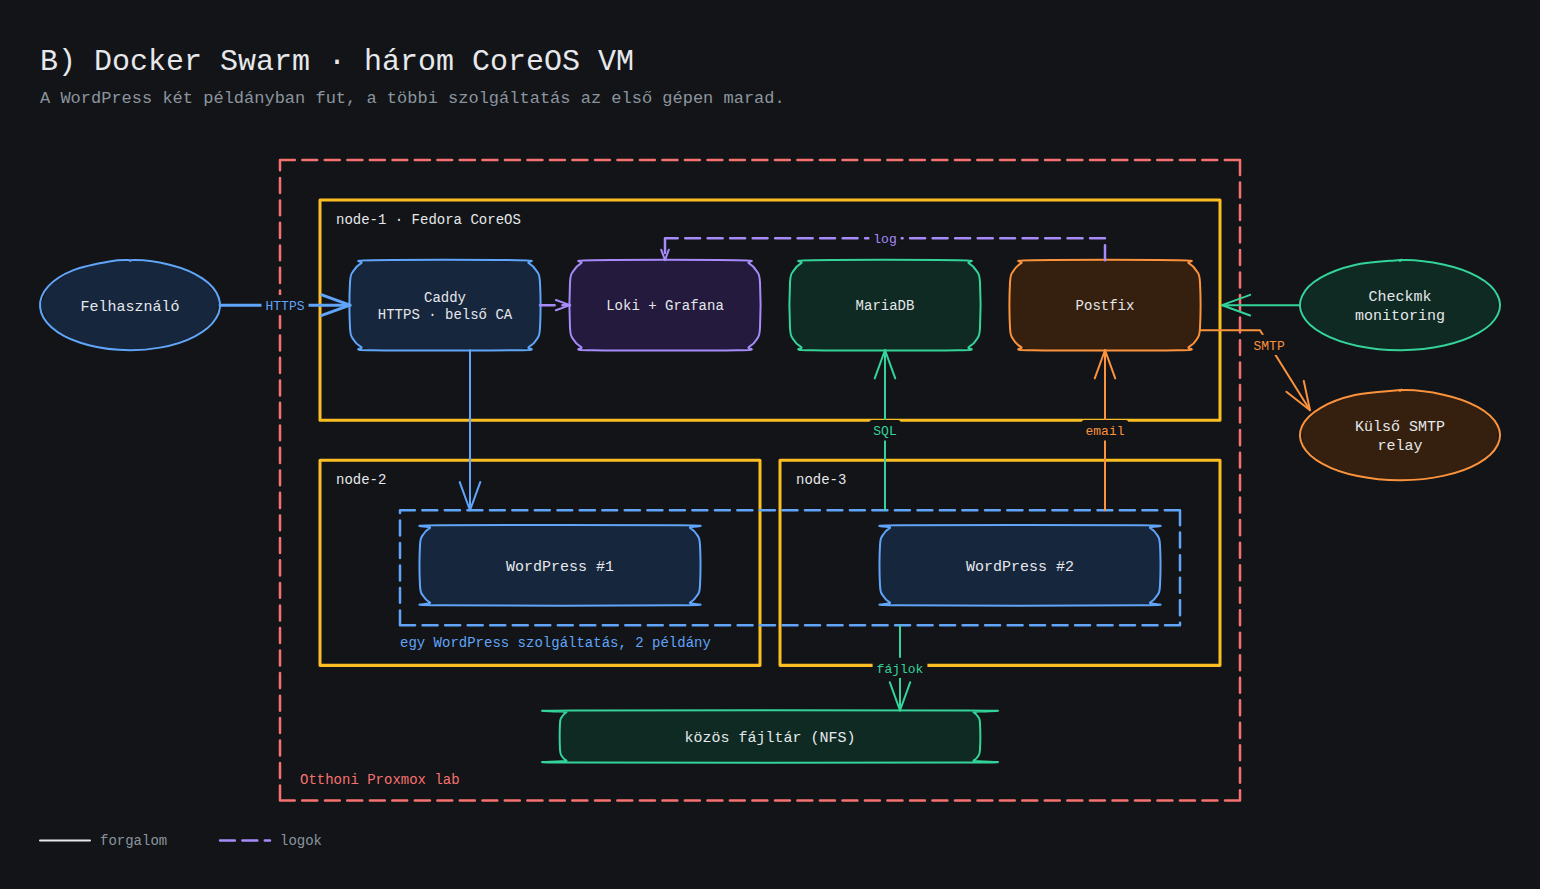 B) Docker Swarm · három CoreOS VM
A WordPress két példányban fut, a többi szolgáltatás az első gépen marad.
node-1 · Fedora CoreOS
log
Felhasználó
HTTPS
Caddy
HTTPS · belső CA
Loki + Grafana
MariaDB
Postfix
Checkmk
monitoring
SMTP
Külső SMTP
relay
SQL
email
node-2
node-3
WordPress #1
WordPress #2
egy WordPress szolgáltatás, 2 példány
fájlok
közös fájltár (NFS)
Otthoni Proxmox lab
forgalom
logok